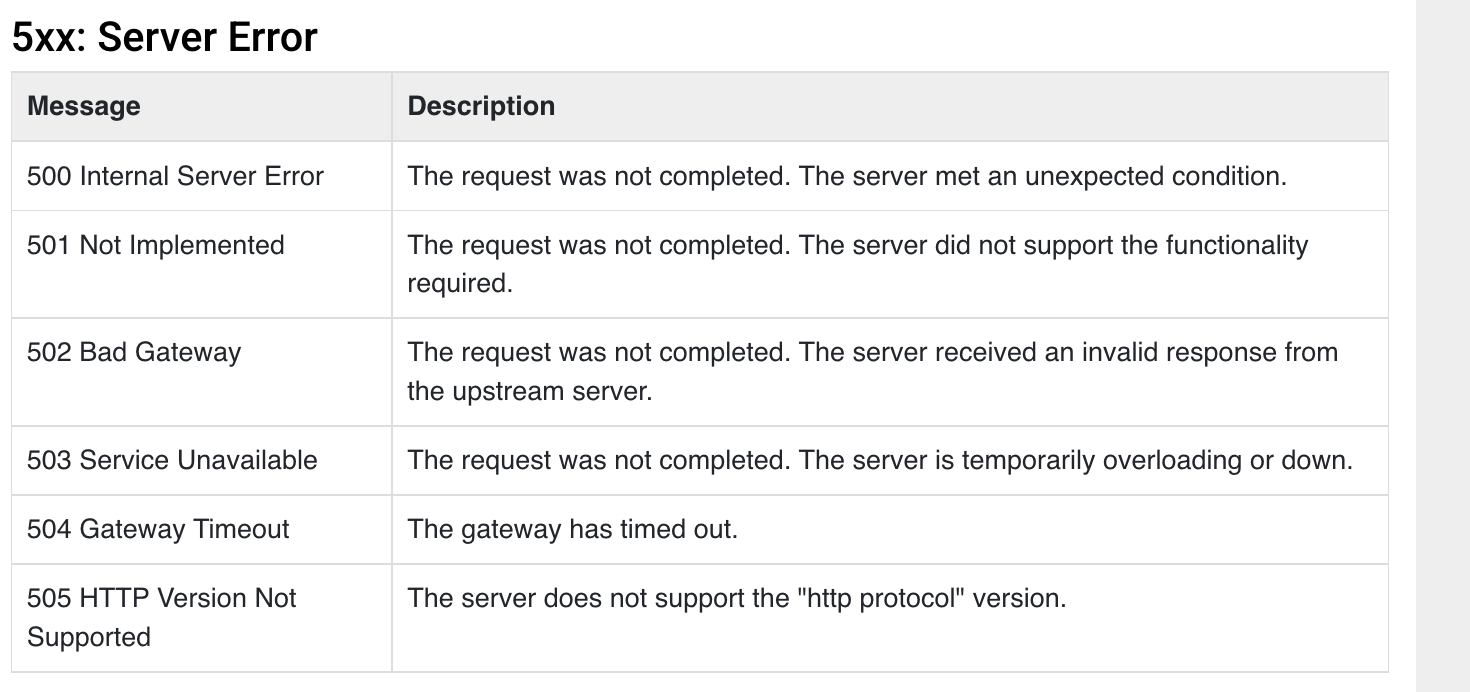 5xx: Server Error
Message Description
500 Internal Server Error The request was not completed. The server met an unexpected condition.
501 Not Implemented The request was not completed. The server did not support the functionality
required.
502 Bad Gateway The request was not completed. The server received an invalid response from
the upstream server.
503 Service Unavailable The request was not completed. The server is temporarily overloading or down.
504 Gateway Timeout The gateway has timed out.
505 HTTP Version Not The server does not support the "http protocol" version.
Supported